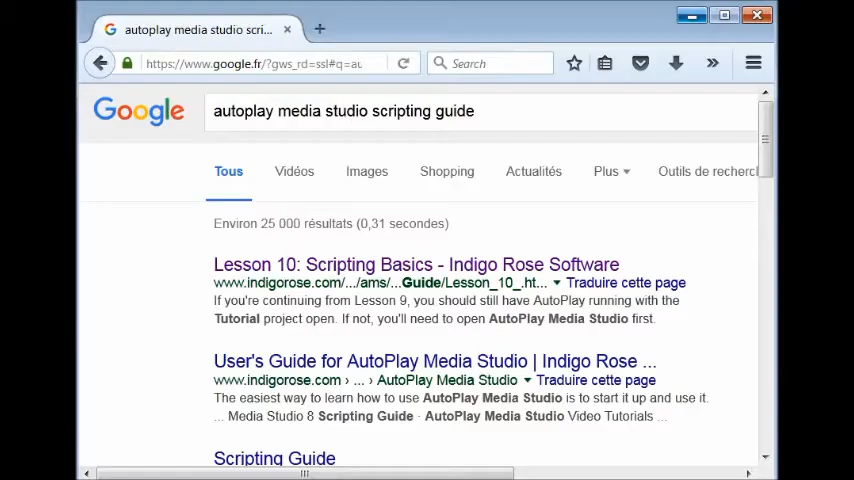 autoplay media studio scri...
https://www.google.fr/?gws_rd=ssl#q=au
Search
Google
autoplay media studio scripting guide
Tous Vidéos Images Shopping Actualités Plus Outils de recherc
Environ 25 000 résultats (0,31 secondes)
Lesson 10: Scripting Basics - Indigo Rose Software
www.indigorose.com/.../ams/...Guide/Lesson_10_.ht... Traduire cette page
If you're continuing from Lesson 9, you should still have AutoPlay running with the
Tutorial project open. If not, you'll need to open AutoPlay Media Studio first.
User's Guide for AutoPlay Media Studio | Indigo Rose ...
www.indigorose.com › ... › AutoPlay Media Studio Traduire cette page
The easiest way to learn how to use AutoPlay Media Studio is to start it up and use it.
... Media Studio 8 Scripting Guide · AutoPlay Media Studio Video Tutorials ...
Scripting Guide